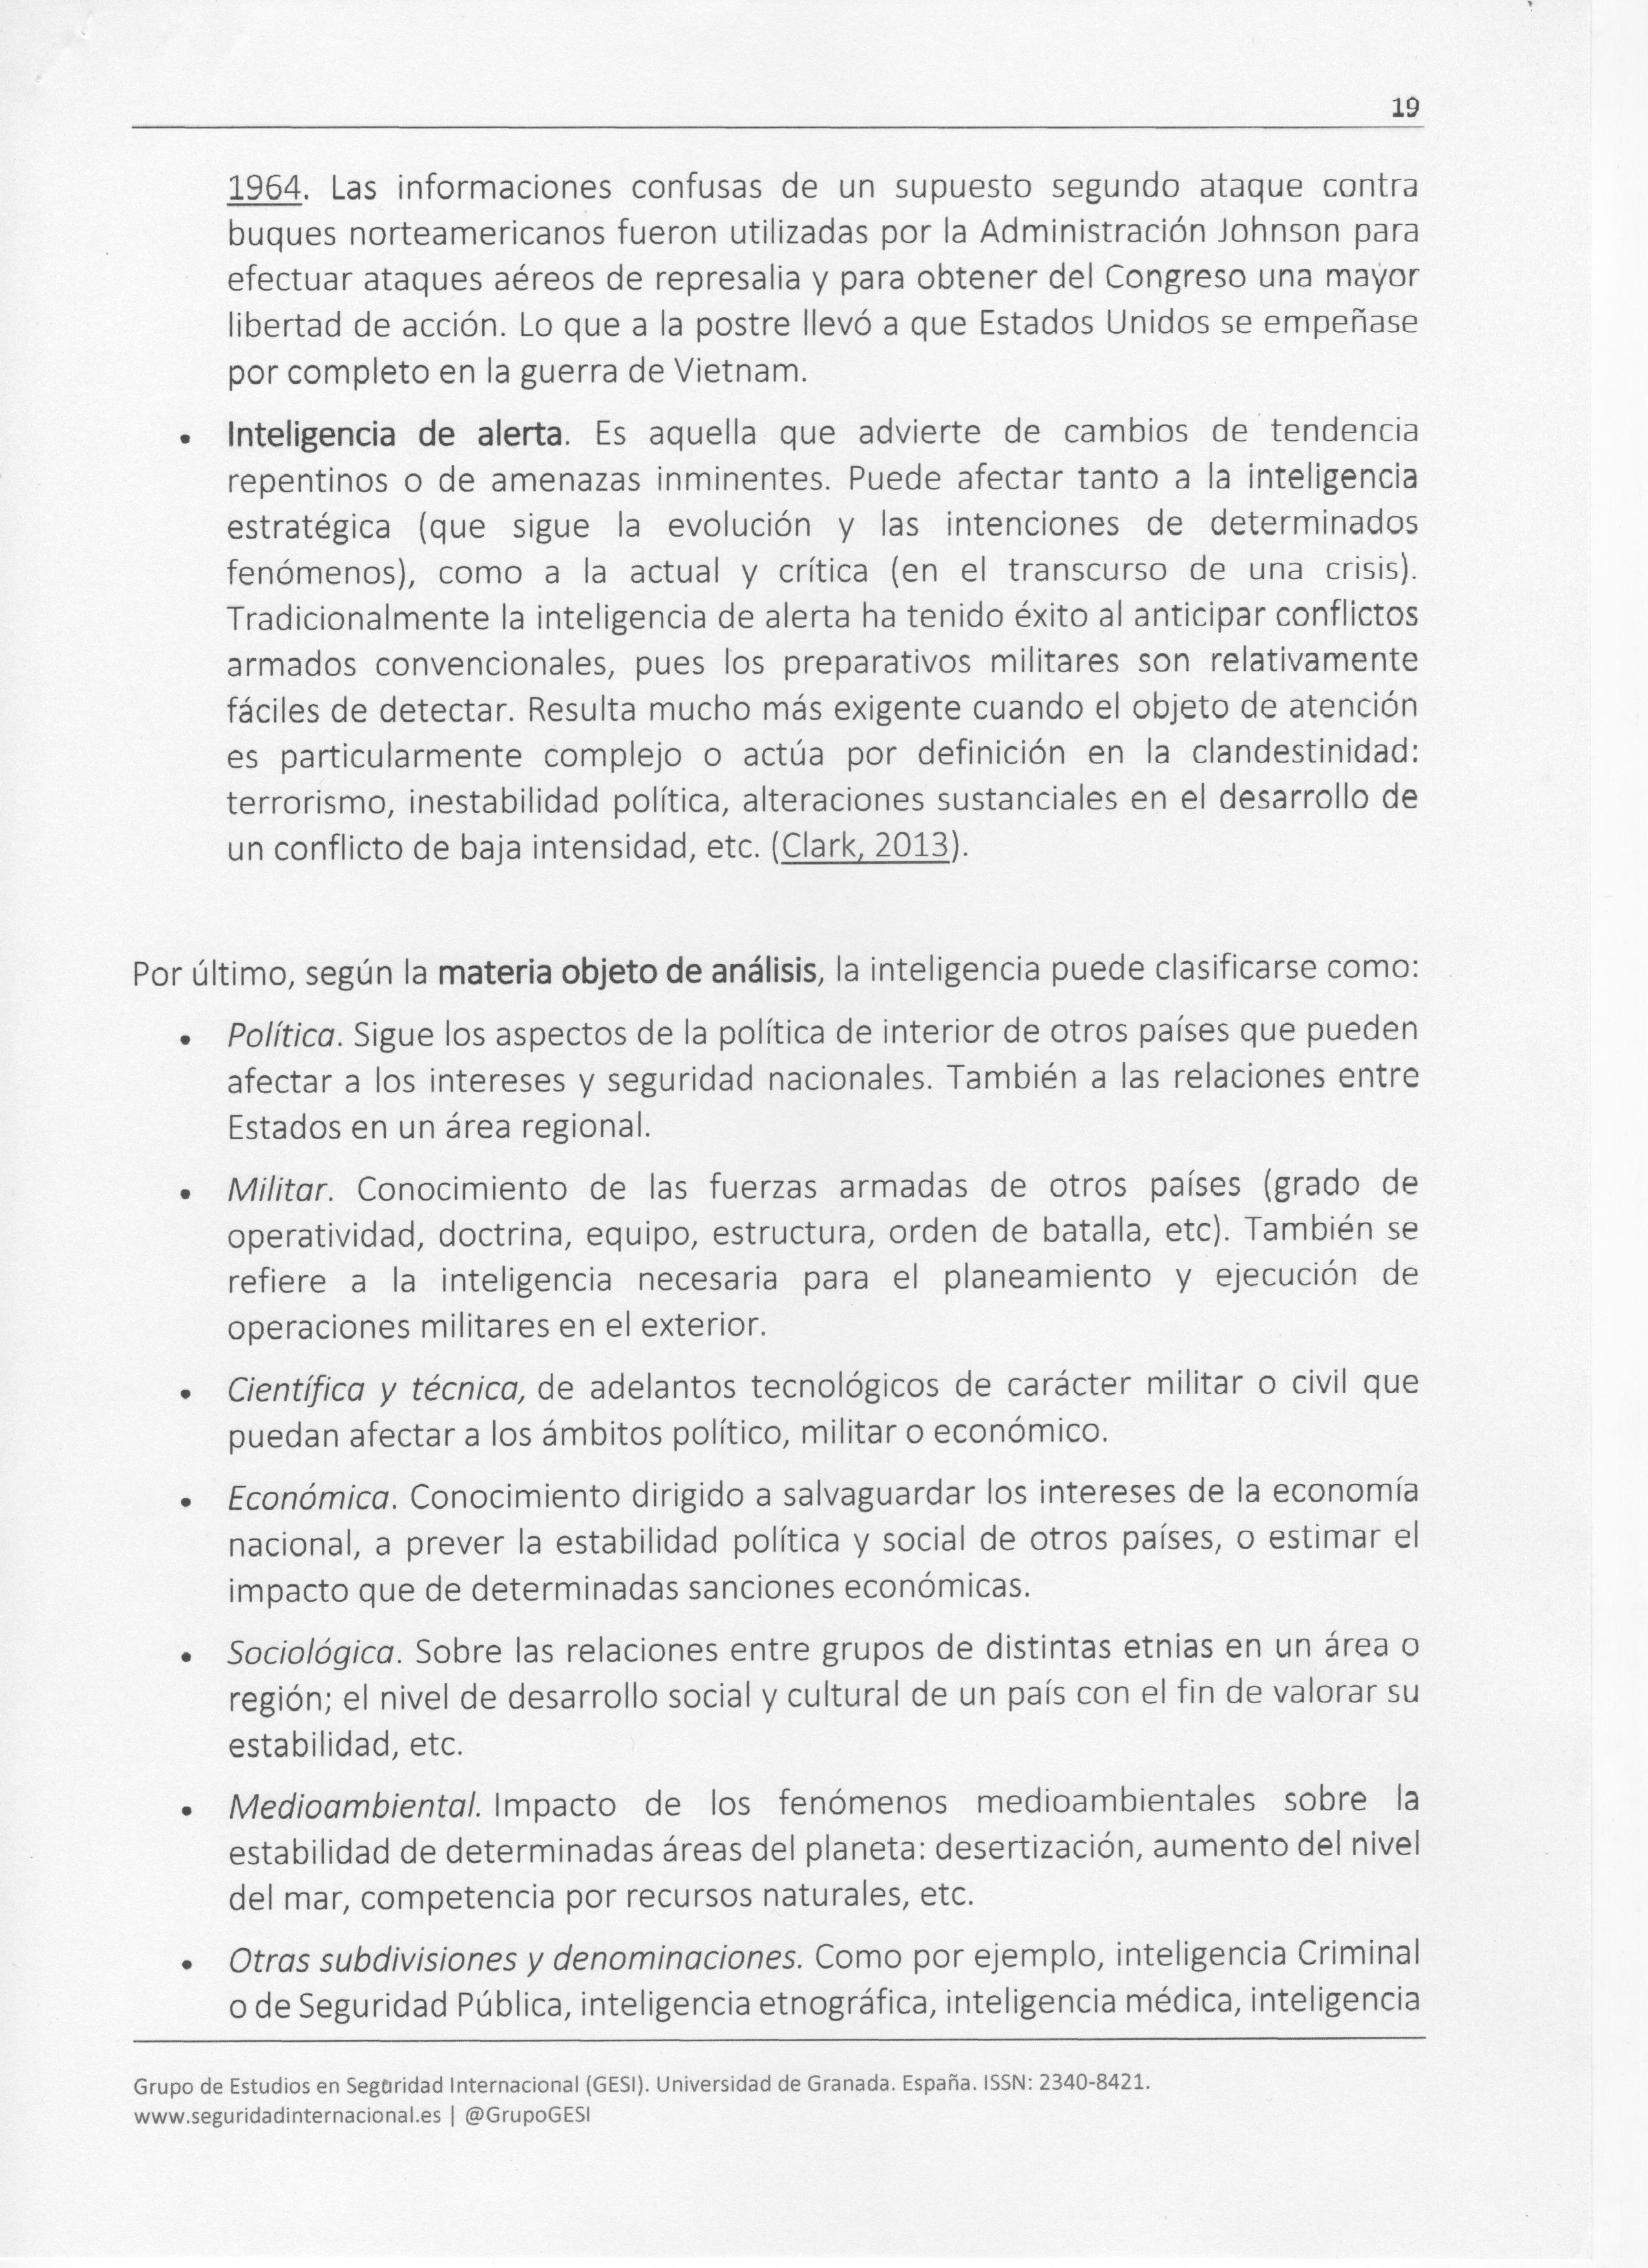 19
1964. Las informaciones confusas de un supuesto segundo ataque contra
buques norteamericanos fueron utilizadas por la Administración Johnson para
efectuar ataques aéreos de represalia y para obtener del Congreso una mayor
libertad de acción. Lo que a la postre llevó a que Estados Unidos se empeñase
por completo en la guerra de Vietnam.
• Inteligencia de alerta. Es aquella que advierte de cambios de tendencia
repentinos o de amenazas inminentes. Puede afectar tanto a la inteligencia
estratégica (que sigue la evolución y las intenciones de determinados
fenómenos), como a la actual y crítica (en el transcurso de una crisis).
Tradicionalmente la inteligencia de alerta ha tenido éxito al anticipar conflictos
armados convencionales, pues los preparativos militares son relativamente
fáciles de detectar. Resulta mucho más exigente cuando el objeto de atención
es particularmente complejo o actúa por definición en la clandestinidad:
terrorismo, inestabilidad política, alteraciones sustanciales en el desarrollo de
un conflicto de baja intensidad, etc. (Clark, 2013).
Por último, según la materia objeto de análisis, la inteligencia puede clasificarse como:
• Política. Sigue los aspectos de la política de interior de otros países que pueden
afectar a los intereses y seguridad nacionales. También a las relaciones entre
Estados en un área regional.
• Militar. Conocimiento de las fuerzas armadas de otros países (grado de
operatividad, doctrina, equipo, estructura, orden de batalla, etc). También se
refiere a la inteligencia necesaria para el planeamiento y ejecución de
operaciones militares en el exterior.
• Científica y técnica, de adelantos tecnológicos de carácter militar o civil que
puedan afectar a los ámbitos político, militar o económico.
• Económica. Conocimiento dirigido a salvaguardar los intereses de la economía
nacional, a prever la estabilidad política y social de otros países, o estimar el
impacto que de determinadas sanciones económicas.
• Sociológica. Sobre las relaciones entre grupos de distintas etnias en un área o
región; el nivel de desarrollo social y cultural de un país con el fin de valorar su
estabilidad, etc.
• Medioambiental. Impacto de los fenómenos medioambientales sobre la
estabilidad de determinadas áreas del planeta: desertización, aumento del nivel
del mar, competencia por recursos naturales, etc.
• Otras subdivisiones y denominaciones. Como por ejemplo, inteligencia Criminal
o de Seguridad Pública, inteligencia etnográfica, inteligencia médica, inteligencia
Grupo de Estudios en Seguridad Internacional (GESI). Universidad de Granada. España. ISSN: 2340-8421.
www.seguridadinternacional.es | @GrupoGESI